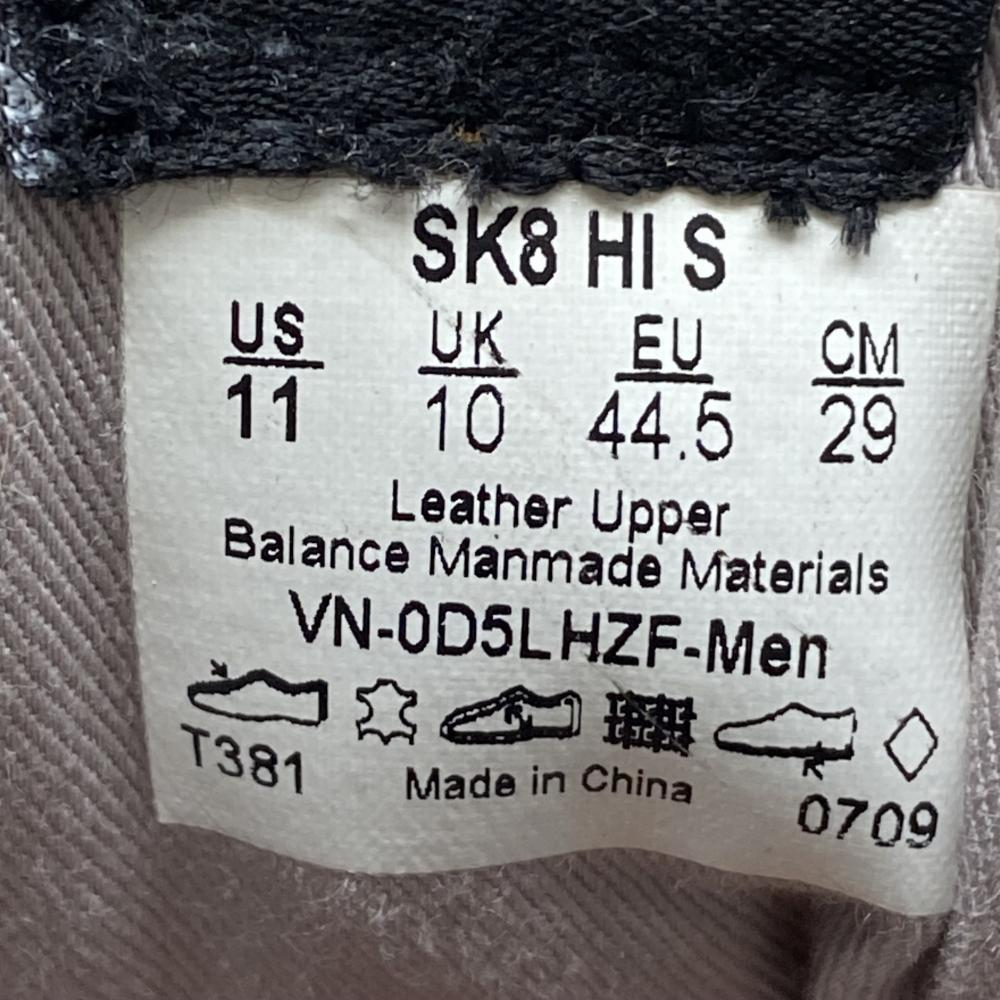 SK8 HI S
US UK EU CM
11 10 44.5 29
Leather Upper
Balance Manmade Materials
VN-0D5LHZF-Men
T381 Made in China 0709